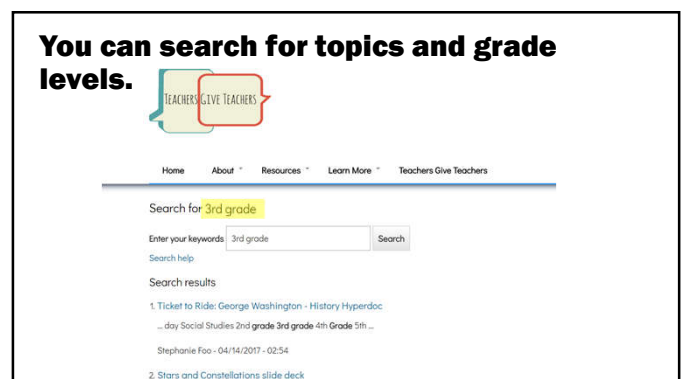 You can search for topics and grade
levels.
TEACHERS GIVE TEACHERS
Home About Resources Learn More Teachers Give Teachers
Search for 3rd grade
Enter your keywords 3rd grade Search
Search help
Search results
1. Ticket to Ride: George Washington - History Hyperdoc
... day Social Studies 2nd grade 3rd grade 4th Grade 5th ...
Stephanie Foo - 04/14/2017 - 02:54
2. Stars and Constellations slide deck